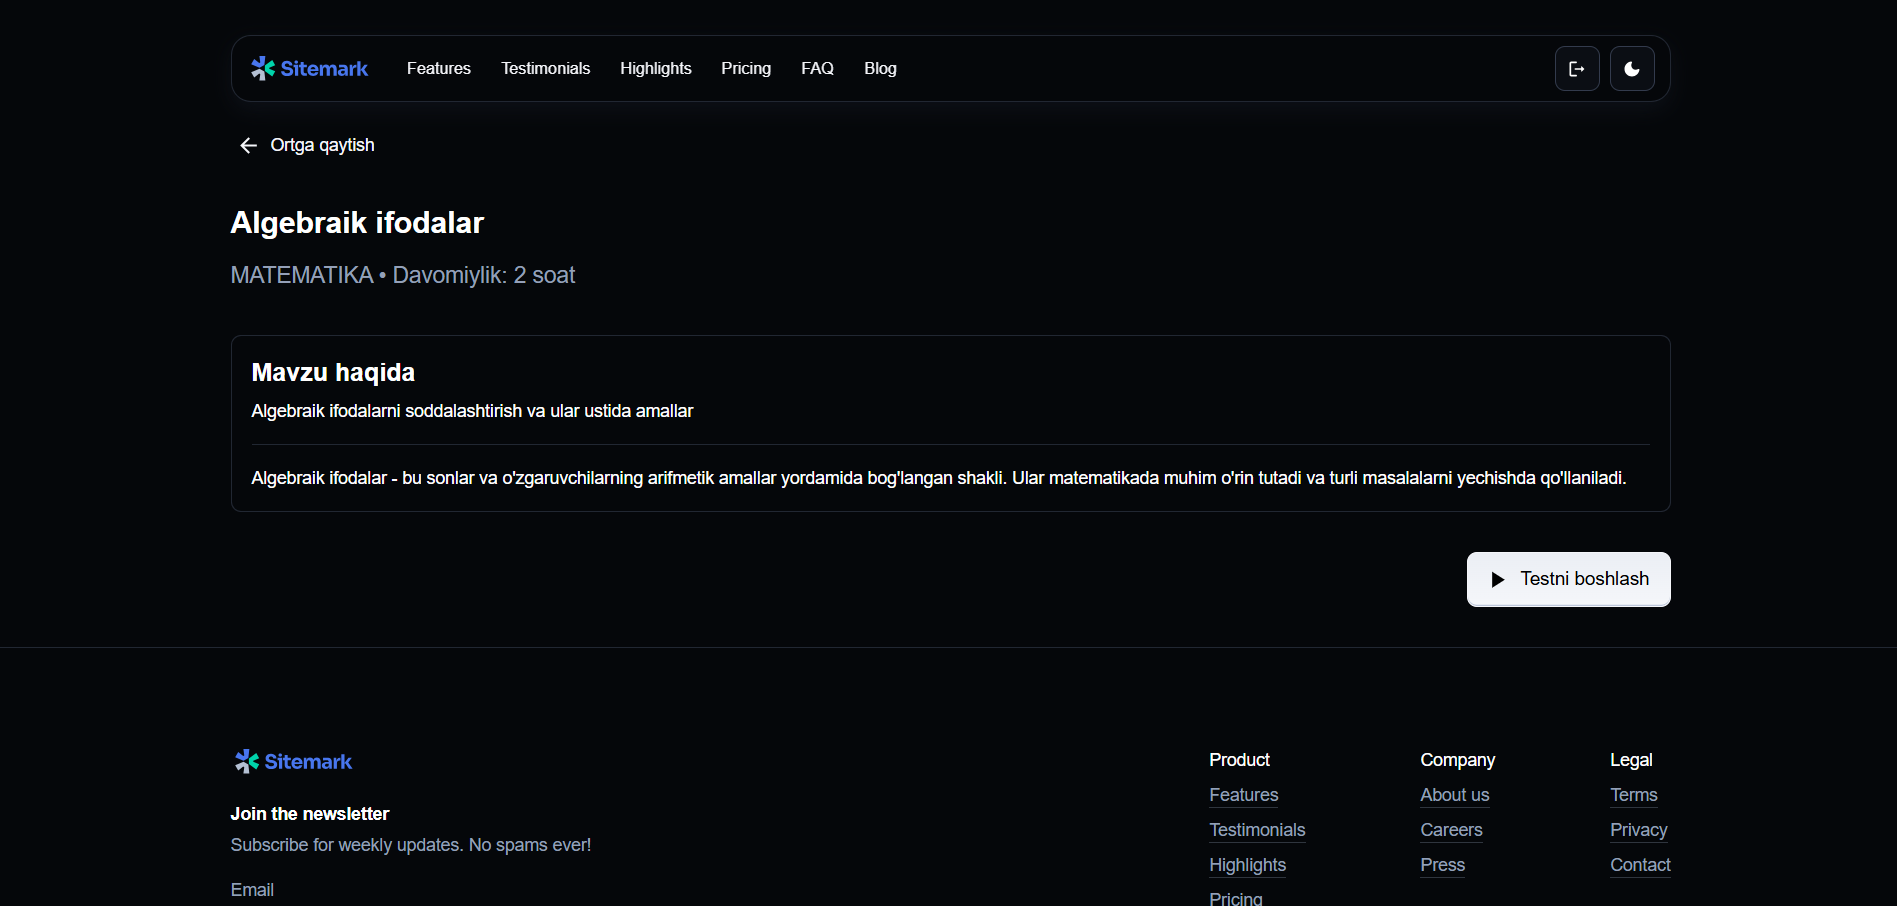 Sitemark Features Testimonials Highlights Pricing FAQ Blog
Ortga qaytish
Algebraik ifodalar
MATEMATIKA • Davomiylik: 2 soat
Mavzu haqida
Algebraik ifodalarni soddalashtirish va ular ustida amallar
Algebraik ifodalar - bu sonlar va o'zgaruvchilarning arifmetik amallar yordamida bog'langan shakli. Ular matematikada muhim o'rin tutadi va turli masalalarni yechishda qo'llaniladi.
Testni boshlash
Sitemark
Join the newsletter
Subscribe for weekly updates. No spams ever!
Email
Product
Features
Testimonials
Highlights
Pricing
Company
About us
Careers
Press
Legal
Terms
Privacy
Contact